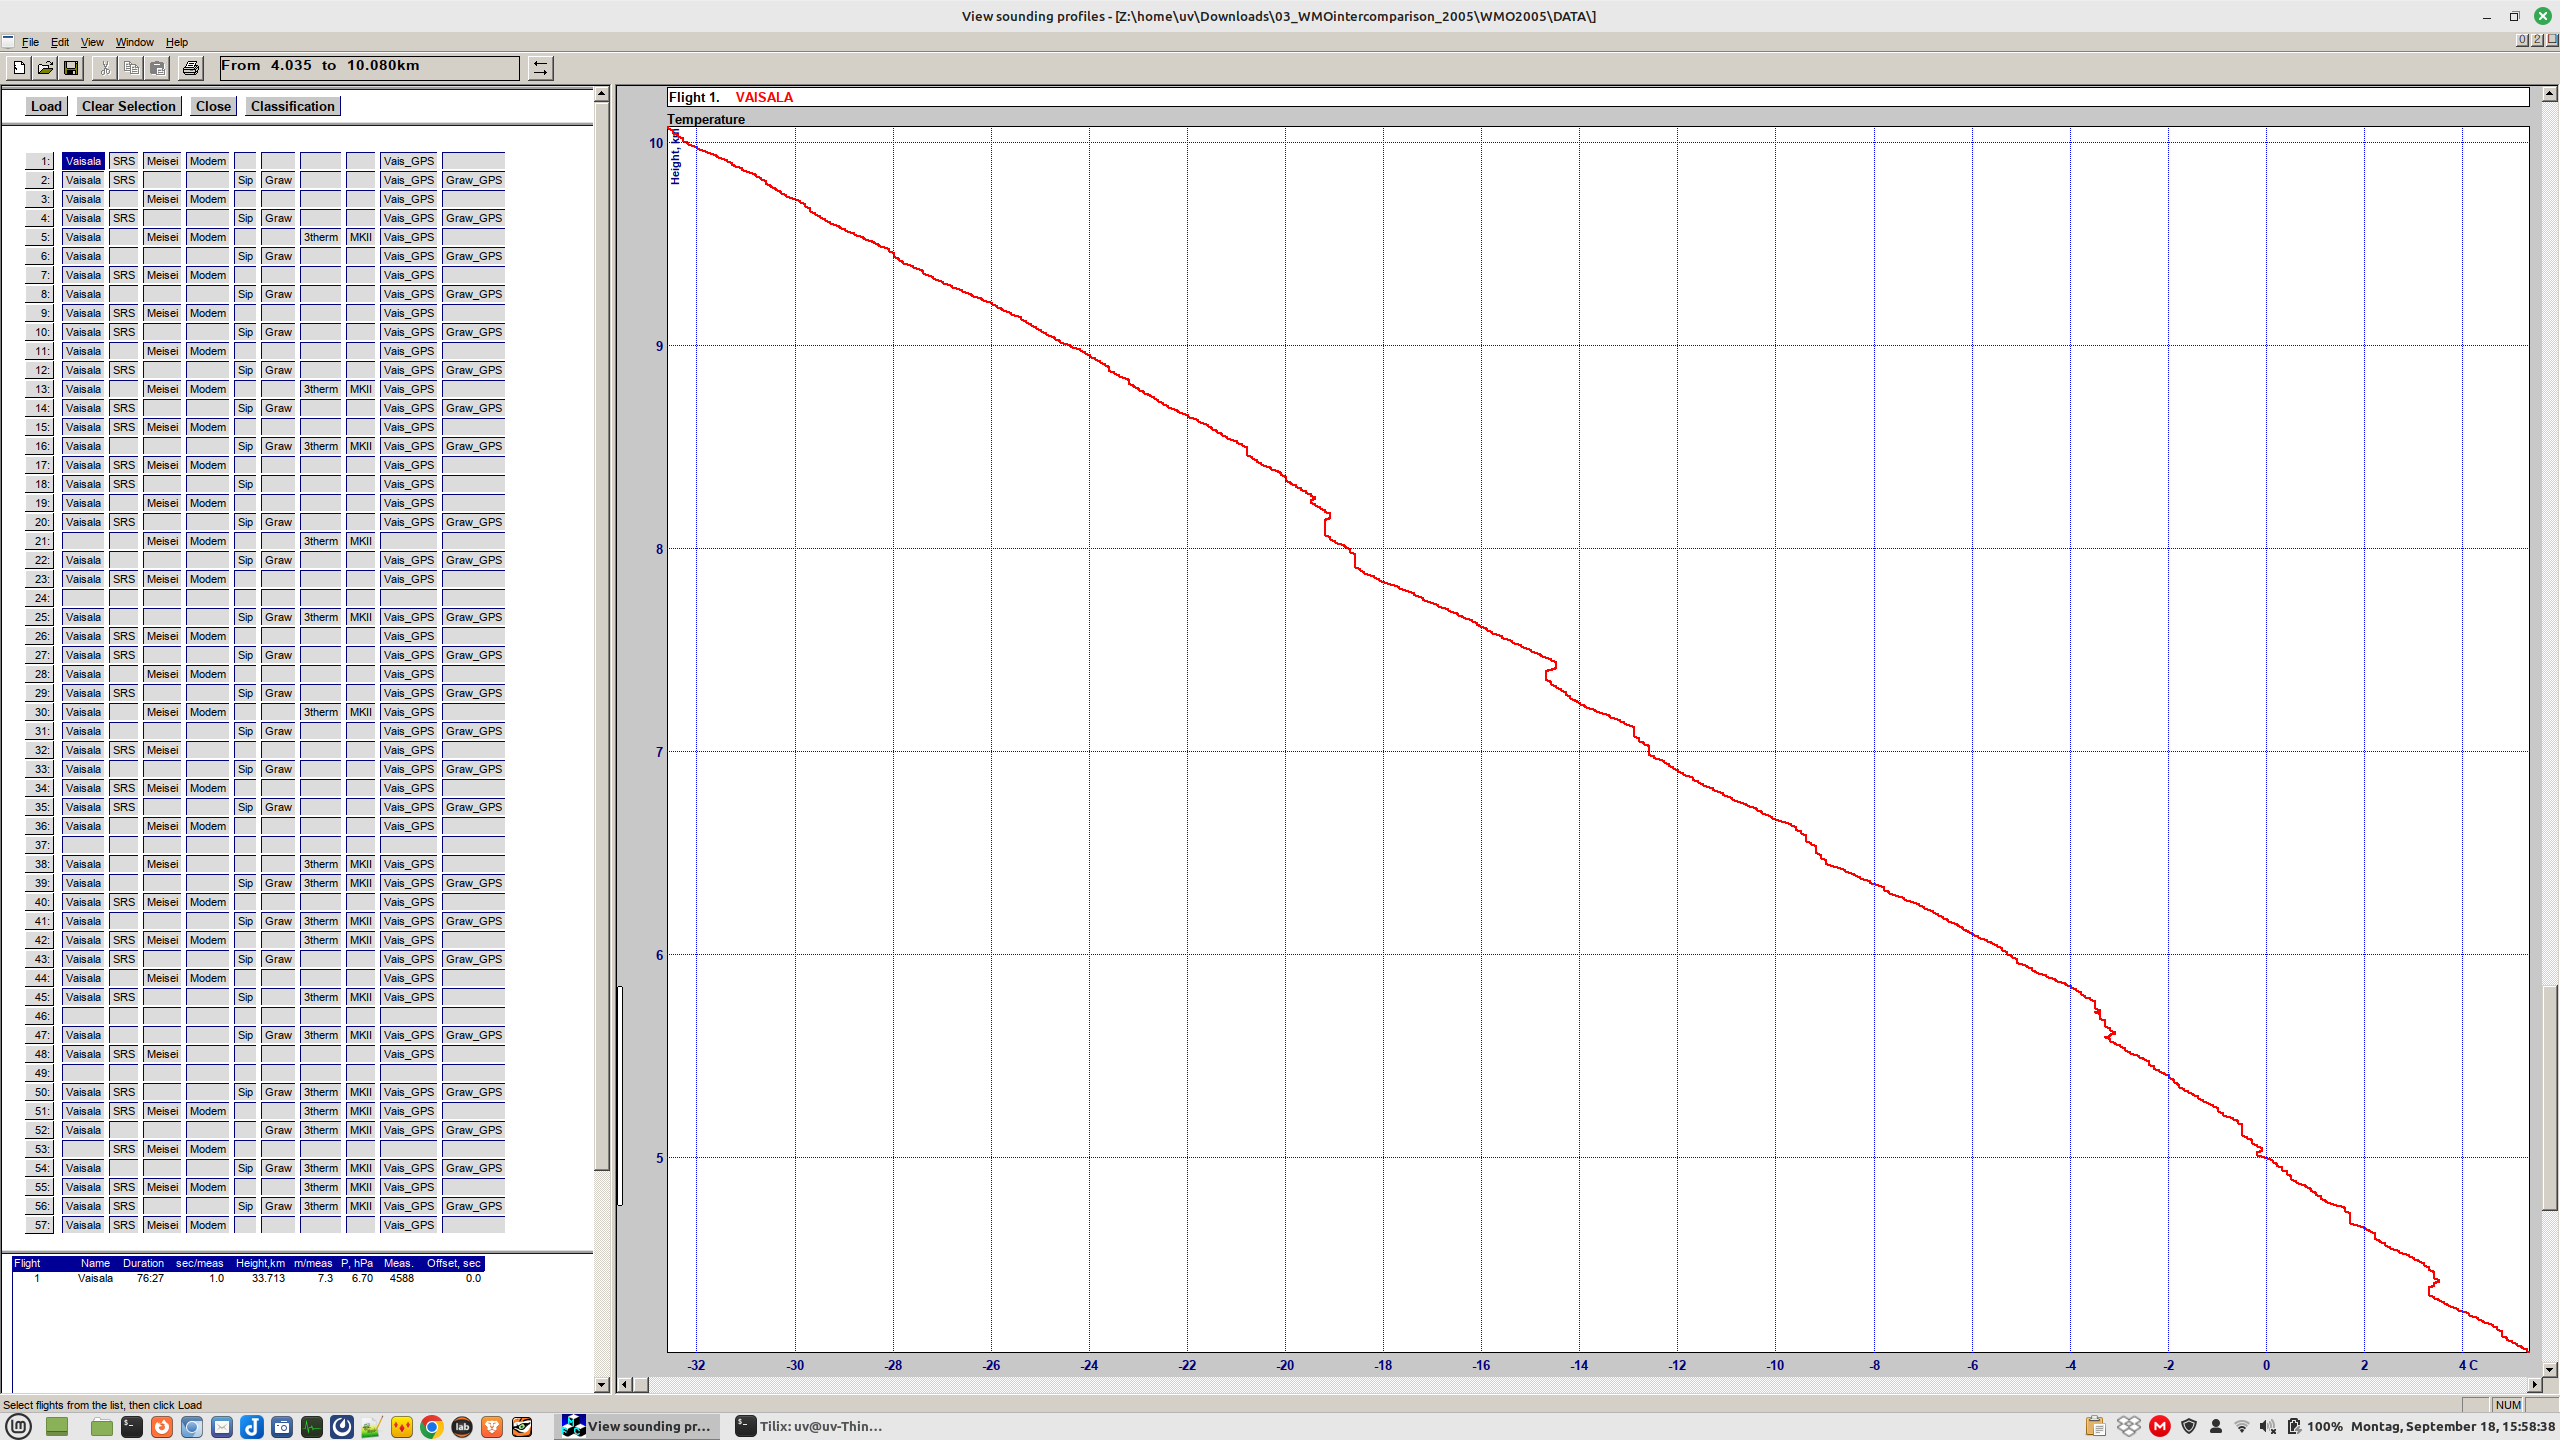 View sounding profiles - [Z:\home\uv\Downloads\03_WMOintercomparison_2005\WMO2005\DATA\]
File Edit View Window Help
From 4.035 to 10.080km
Load Clear Selection Close Classification
1: Vaisala SRS Meisei Modem Vais_GPS
2: Vaisala SRS Sip Graw Vais_GPS Graw_GPS
3: Vaisala Meisei Modem Vais_GPS
4: Vaisala SRS Sip Graw Vais_GPS Graw_GPS
5: Vaisala Meisei Modem 3therm MKII Vais_GPS
6: Vaisala Sip Graw Vais_GPS Graw_GPS
7: Vaisala SRS Meisei Modem Vais_GPS
8: Vaisala Sip Graw Vais_GPS Graw_GPS
9: Vaisala SRS Meisei Modem Vais_GPS
10: Vaisala SRS Sip Graw Vais_GPS Graw_GPS
11: Vaisala Meisei Modem Vais_GPS
12: Vaisala SRS Sip Graw Vais_GPS Graw_GPS
13: Vaisala Meisei Modem 3therm MKII Vais_GPS
14: Vaisala SRS Sip Graw Vais_GPS Graw_GPS
15: Vaisala SRS Meisei Modem Vais_GPS
16: Vaisala Sip Graw 3therm MKII Vais_GPS Graw_GPS
17: Vaisala SRS Meisei Modem Vais_GPS
18: Vaisala SRS Sip Vais_GPS
19: Vaisala Meisei Modem Vais_GPS
20: Vaisala SRS Sip Graw Vais_GPS Graw_GPS
21: Meisei Modem 3therm MKII
22: Vaisala Sip Graw Vais_GPS Graw_GPS
23: Vaisala SRS Meisei Modem Vais_GPS
24:
25: Vaisala Sip Graw 3therm MKII Vais_GPS Graw_GPS
26: Vaisala SRS Meisei Modem Vais_GPS
27: Vaisala SRS Sip Graw Vais_GPS Graw_GPS
28: Vaisala Meisei Modem Vais_GPS
29: Vaisala SRS Sip Graw Vais_GPS Graw_GPS
30: Vaisala Meisei Modem 3therm MKII Vais_GPS
31: Vaisala Sip Graw Vais_GPS Graw_GPS
32: Vaisala SRS Meisei Vais_GPS
33: Vaisala Sip Graw Vais_GPS Graw_GPS
34: Vaisala SRS Meisei Modem Vais_GPS
35: Vaisala SRS Sip Graw Vais_GPS Graw_GPS
36: Vaisala Meisei Modem Vais_GPS
37:
38: Vaisala Meisei 3therm MKII Vais_GPS
39: Vaisala Sip Graw 3therm MKII Vais_GPS Graw_GPS
40: Vaisala SRS Meisei Modem Vais_GPS
41: Vaisala Sip Graw 3therm MKII Vais_GPS Graw_GPS
42: Vaisala SRS Meisei Modem 3therm MKII Vais_GPS
43: Vaisala SRS Sip Graw Vais_GPS Graw_GPS
44: Vaisala Meisei Modem Vais_GPS
45: Vaisala SRS Sip 3therm MKII Vais_GPS
46:
47: Vaisala Sip Graw 3therm MKII Vais_GPS Graw_GPS
48: Vaisala SRS Meisei Vais_GPS
49:
50: Vaisala SRS Sip Graw 3therm MKII Vais_GPS Graw_GPS
51: Vaisala SRS Meisei Modem 3therm MKII Vais_GPS
52: Vaisala Graw 3therm MKII Vais_GPS Graw_GPS
53: SRS Meisei Modem
54: Vaisala Sip Graw 3therm MKII Vais_GPS Graw_GPS
55: Vaisala SRS Meisei Modem 3therm MKII Vais_GPS
56: Vaisala SRS Sip Graw 3therm MKII Vais_GPS Graw_GPS
57: Vaisala SRS Meisei Modem Vais_GPS
Flight Name Duration sec/meas Height,km m/meas P, hPa Meas. Offset, sec
1 Vaisala 76:27 1.0 33.713 7.3 6.70 4588 0.0
Flight 1. VAISALA
Temperature
Height, km
10
9
8
7
6
5
-32 -30 -28 -26 -24 -22 -20 -18 -16 -14 -12 -10 -8 -6 -4 -2 0 2 4 C
Select flights from the list, then click Load
NUM
View sounding pr...
Tilix: uv@uv-Thin...
100% Montag, September 18, 15:58:38